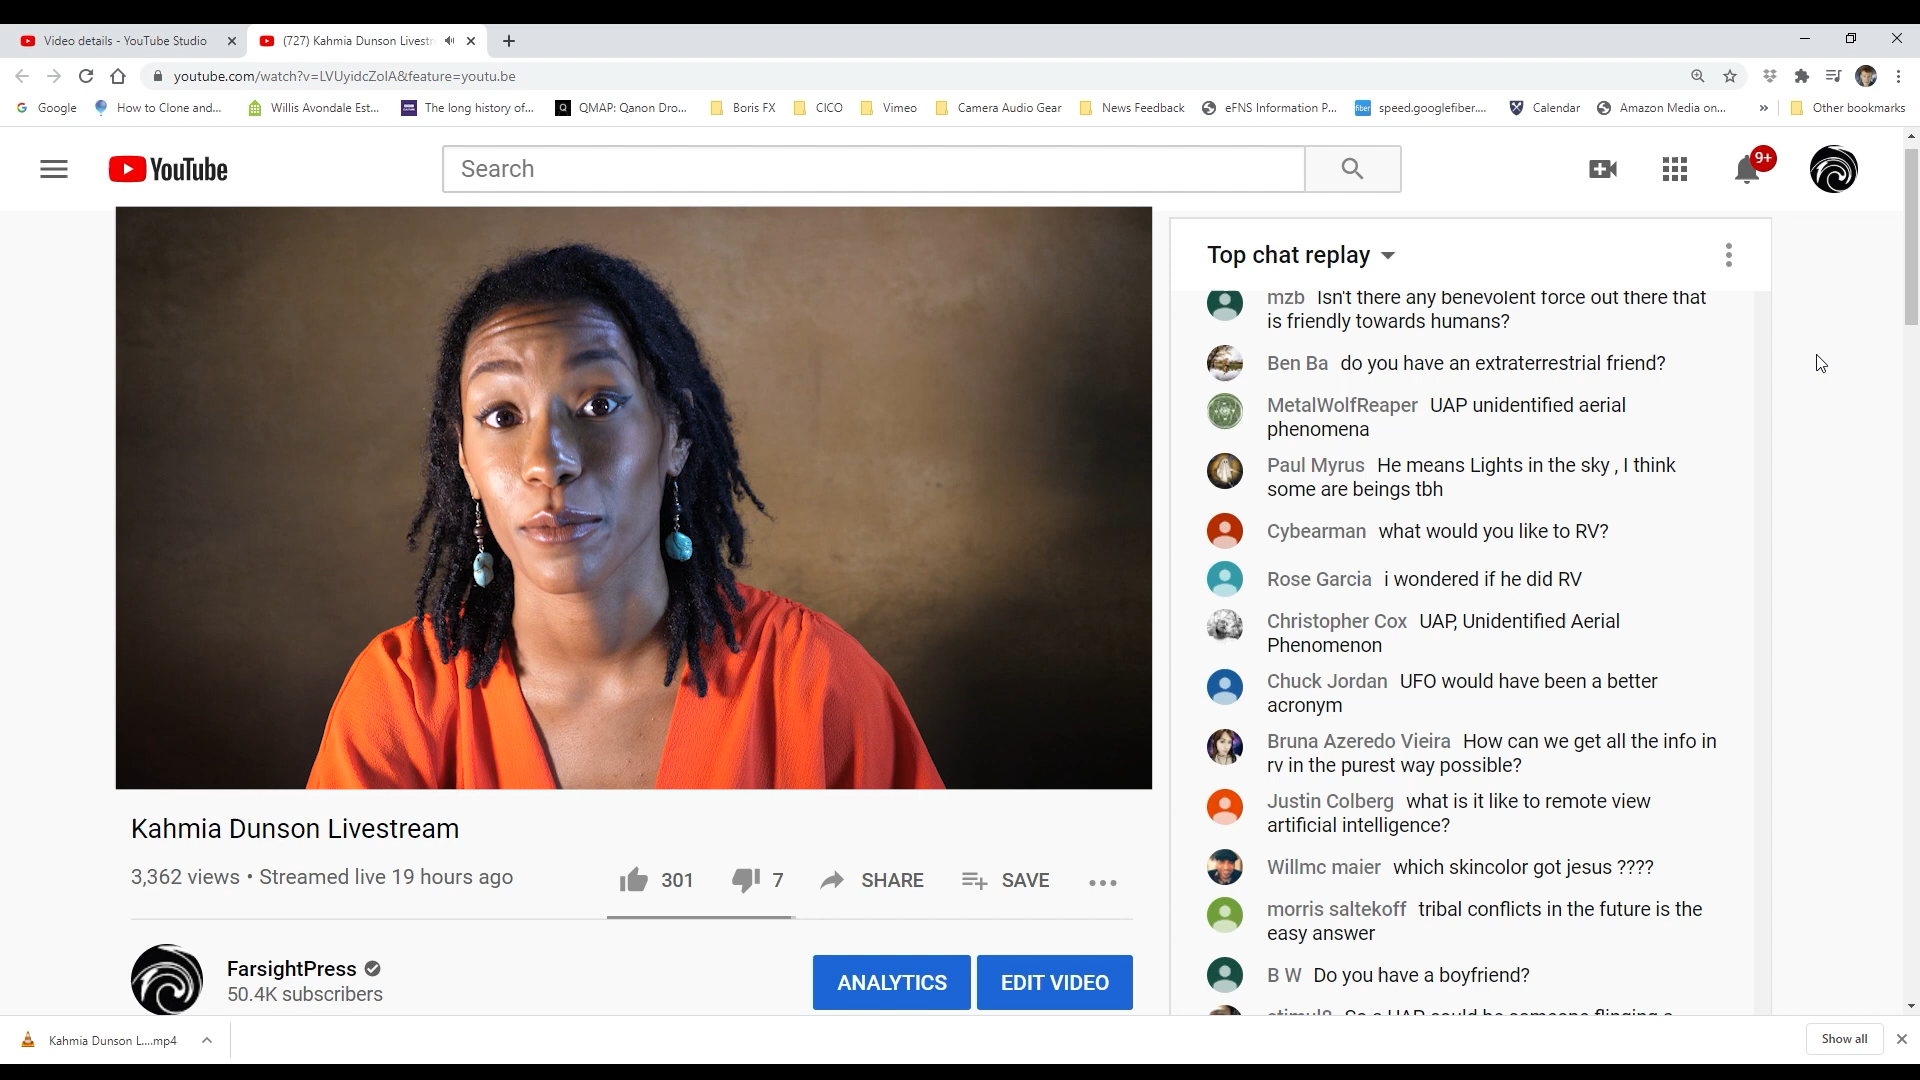 Video details - YouTube Studio
(727) Kahmia Dunson Livestr
youtube.com/watch?v=LVUyidcZolA&feature=youtu.be
Google
How to Clone and...
Willis Avondale Est...
The long history of...
QMAP: Qanon Dro...
Boris FX
CICO
Vimeo
Camera Audio Gear
News Feedback
eFNS Information P...
speed.googlefiber....
Calendar
Amazon Media on...
»
Other bookmarks
YouTube
Search
9+
Top chat replay
mzb Isn't there any benevolent force out there that
is friendly towards humans?
Ben Ba do you have an extraterrestrial friend?
MetalWolfReaper UAP unidentified aerial
phenomena
Paul Myrus He means Lights in the sky , I think
some are beings tbh
Cybearman what would you like to RV?
Rose Garcia i wondered if he did RV
Christopher Cox UAP, Unidentified Aerial
Phenomenon
Chuck Jordan UFO would have been a better
acronym
Bruna Azeredo Vieira How can we get all the info in
rv in the purest way possible?
Justin Colberg what is it like to remote view
artificial intelligence?
Willmc maier which skincolor got jesus ????
morris saltekoff tribal conflicts in the future is the
easy answer
B W Do you have a boyfriend?
Kahmia Dunson Livestream
3,362 views • Streamed live 19 hours ago
301
7
SHARE
SAVE
FarsightPress
50.4K subscribers
ANALYTICS
EDIT VIDEO
Kahmia Dunson L....mp4
Show all